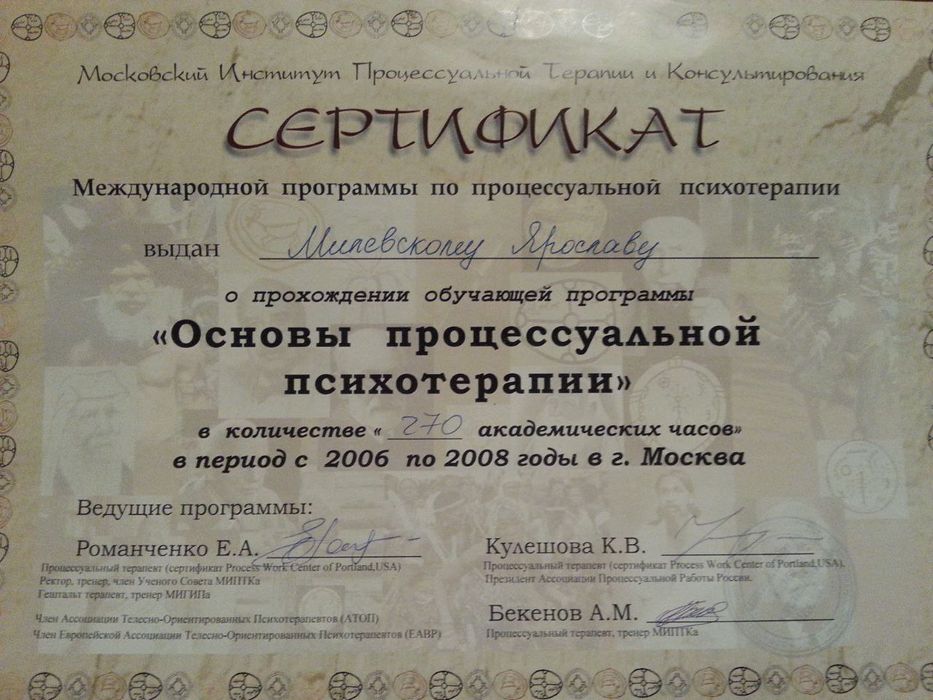 Московский Институт Процессуальной Терапии и Консультирования
СЕРТИФИКАТ
Международной программы по процессуальной психотерапии
выдан Милевскому Ярославу
о прохождении обучающей программы
«Основы процессуальной
психотерапии»
в количестве « 270 академических часов»
в период с 2006 по 2008 годы в г. Москва
Ведущие программы:
Романченко Е.А.
Процессуальный терапевт (сертификат Process Work Center of Portland,USA)
Ректор, тренер, член Ученого Совета МИПТКа
Гештальт терапевт, тренер МИГИПа
Член Ассоциации Телесно-Ориентированных Психотерапевтов (АТОП)
Член Европейской Ассоциации Телесно-Ориентированных Психотерапевтов (ЕАВР)
Кулешова К.В.
Процессуальный терапевт (сертификат Process Work Center of Portland,USA).
Президент Ассоциации Процессуальной Работы России.
Бекенов А.М.
Процессуальный терапевт, тренер МИПТКа